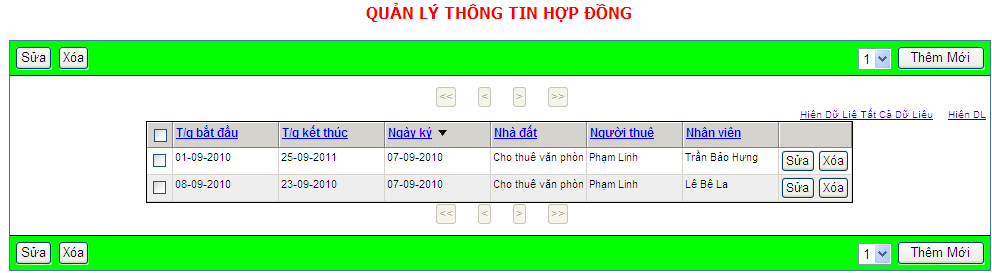 QUẢN LÝ THÔNG TIN HỢP ĐỒNG
Sửa Xóa 1 Thêm Mới
<< < > >>
Hiện Dữ Liệ Tất Cả Dữ Liệu Hiện DL
T/g bắt đầu T/g kết thúc Ngày ký Nhà đất Người thuê Nhân viên
01-09-2010 25-09-2011 07-09-2010 Cho thuê văn phòn Phạm Linh Trần Bảo Hưng Sửa Xóa
08-09-2010 23-09-2010 07-09-2010 Cho thuê văn phòn Phạm Linh Lê Bê La Sửa Xóa
<< < > >>
Sửa Xóa 1 Thêm Mới